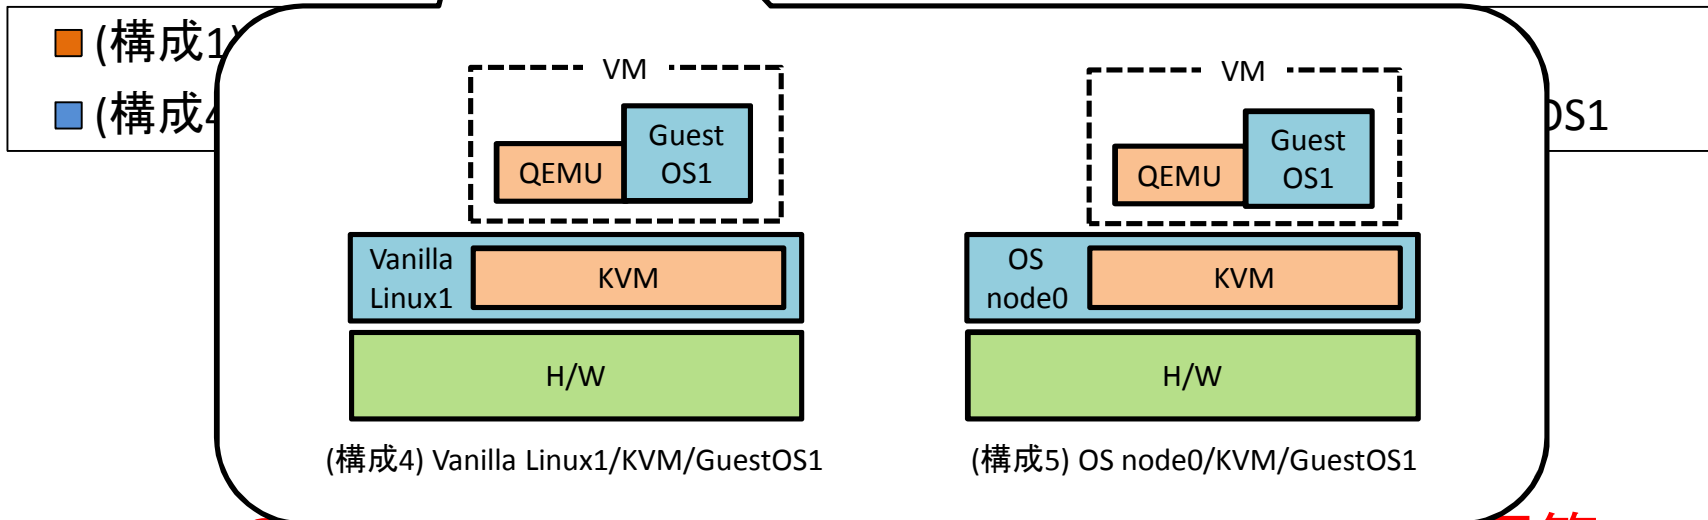 (構成1)
(構成4
OS1
VM
QEMU
Guest
OS1
Vanilla
Linux1
KVM
H/W
(構成4) Vanilla Linux1/KVM/GuestOS1
VM
QEMU
Guest
OS1
OS
node0
KVM
H/W
(構成5) OS node0/KVM/GuestOS1